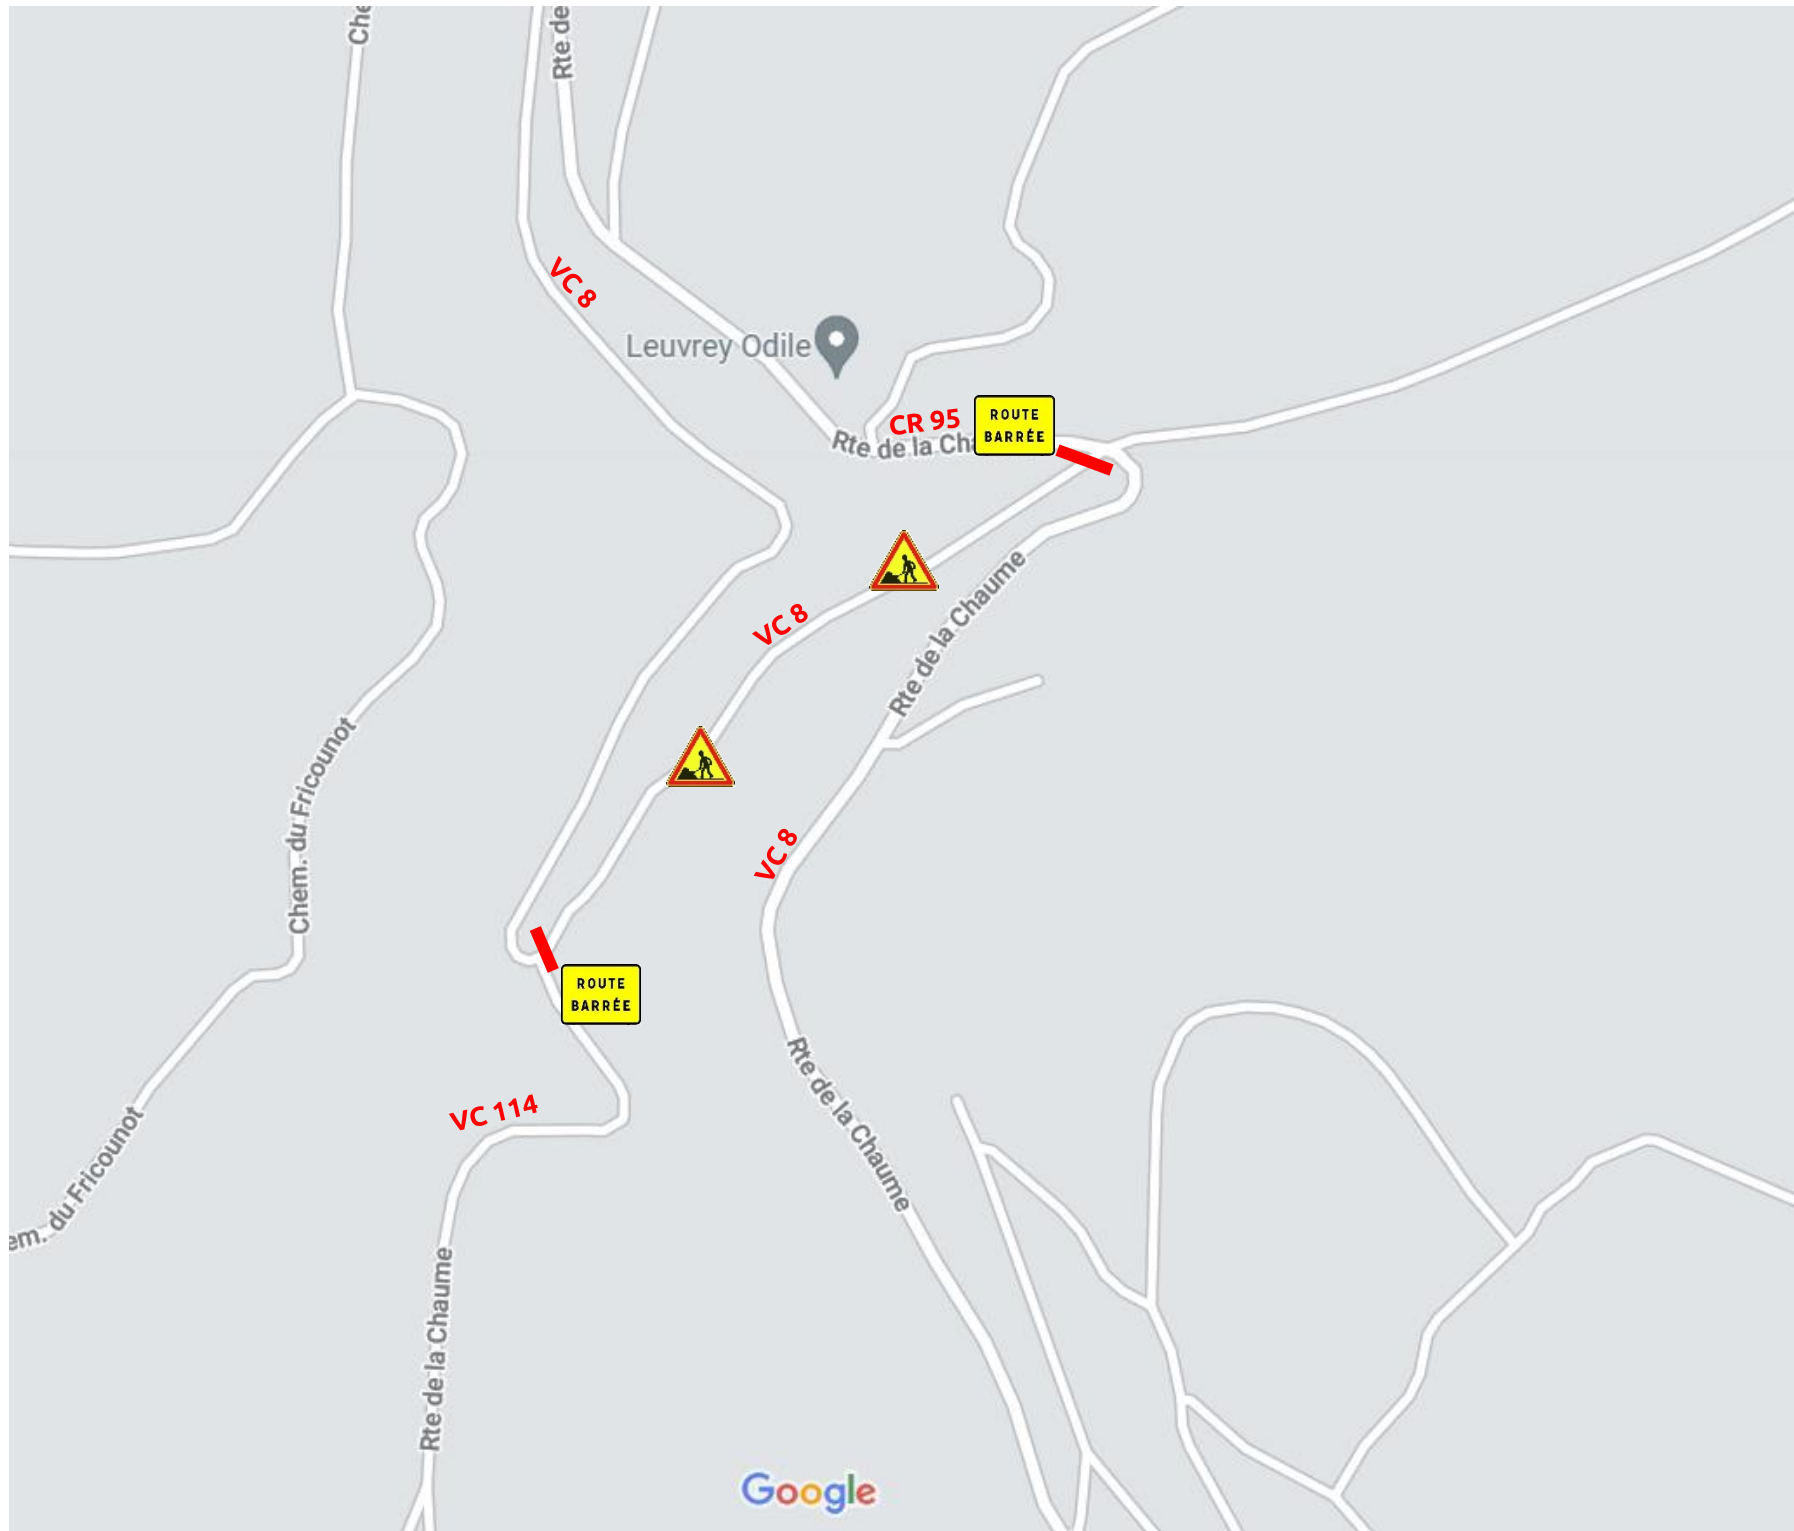 Che
Rte de
VC 8
Leuvrey Odile
CR 95
ROUTE
BARRÉE
Rte de la Cha
VC 8
Rte de la Chaume
Chem. du Fricounot
VC 8
ROUTE
BARRÉE
Rte de la Chaume
VC 114
em. du Fricounot
Rte de la Chaume
Google